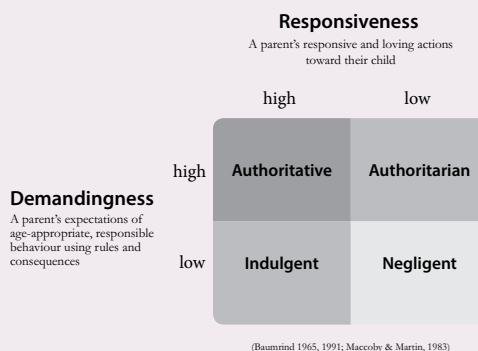 Responsiveness
A parent’s responsive and loving actions
toward their child
high low
high Authoritative Authoritarian
Demandingness
A parent’s expectations of
age-appropriate, responsible
behaviour using rules and
consequences
low Indulgent Negligent
(Baumrind 1965, 1991; Maccoby & Martin, 1983)